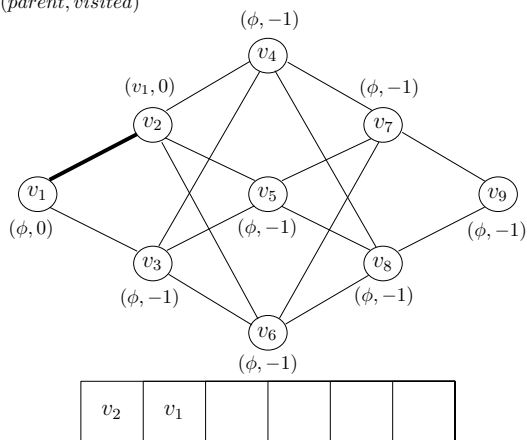 (parent, visited)
(ϕ, -1)
v4
(v1, 0)
(ϕ, -1)
v2
v7
v1
v5
v9
(ϕ, 0)
(ϕ, -1)
(ϕ, -1)
v3
v8
(ϕ, -1)
(ϕ, -1)
v6
(ϕ, -1)
v2 v1